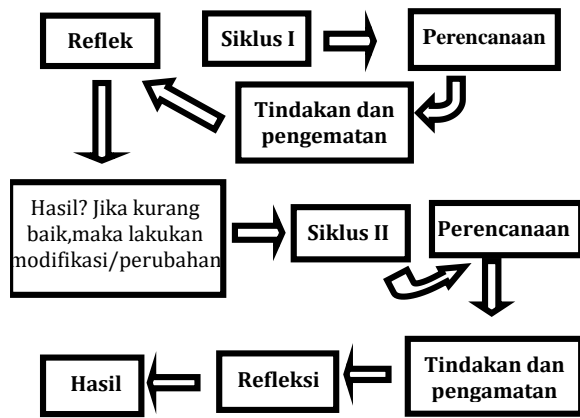 Reflek
Siklus I
Perencanaan
Tindakan dan
pengematan
Hasil? Jika kurang
baik,maka lakukan
modifikasi/perubahan
Siklus II
Perencanaan
Tindakan dan
pengamatan
Refleksi
Hasil